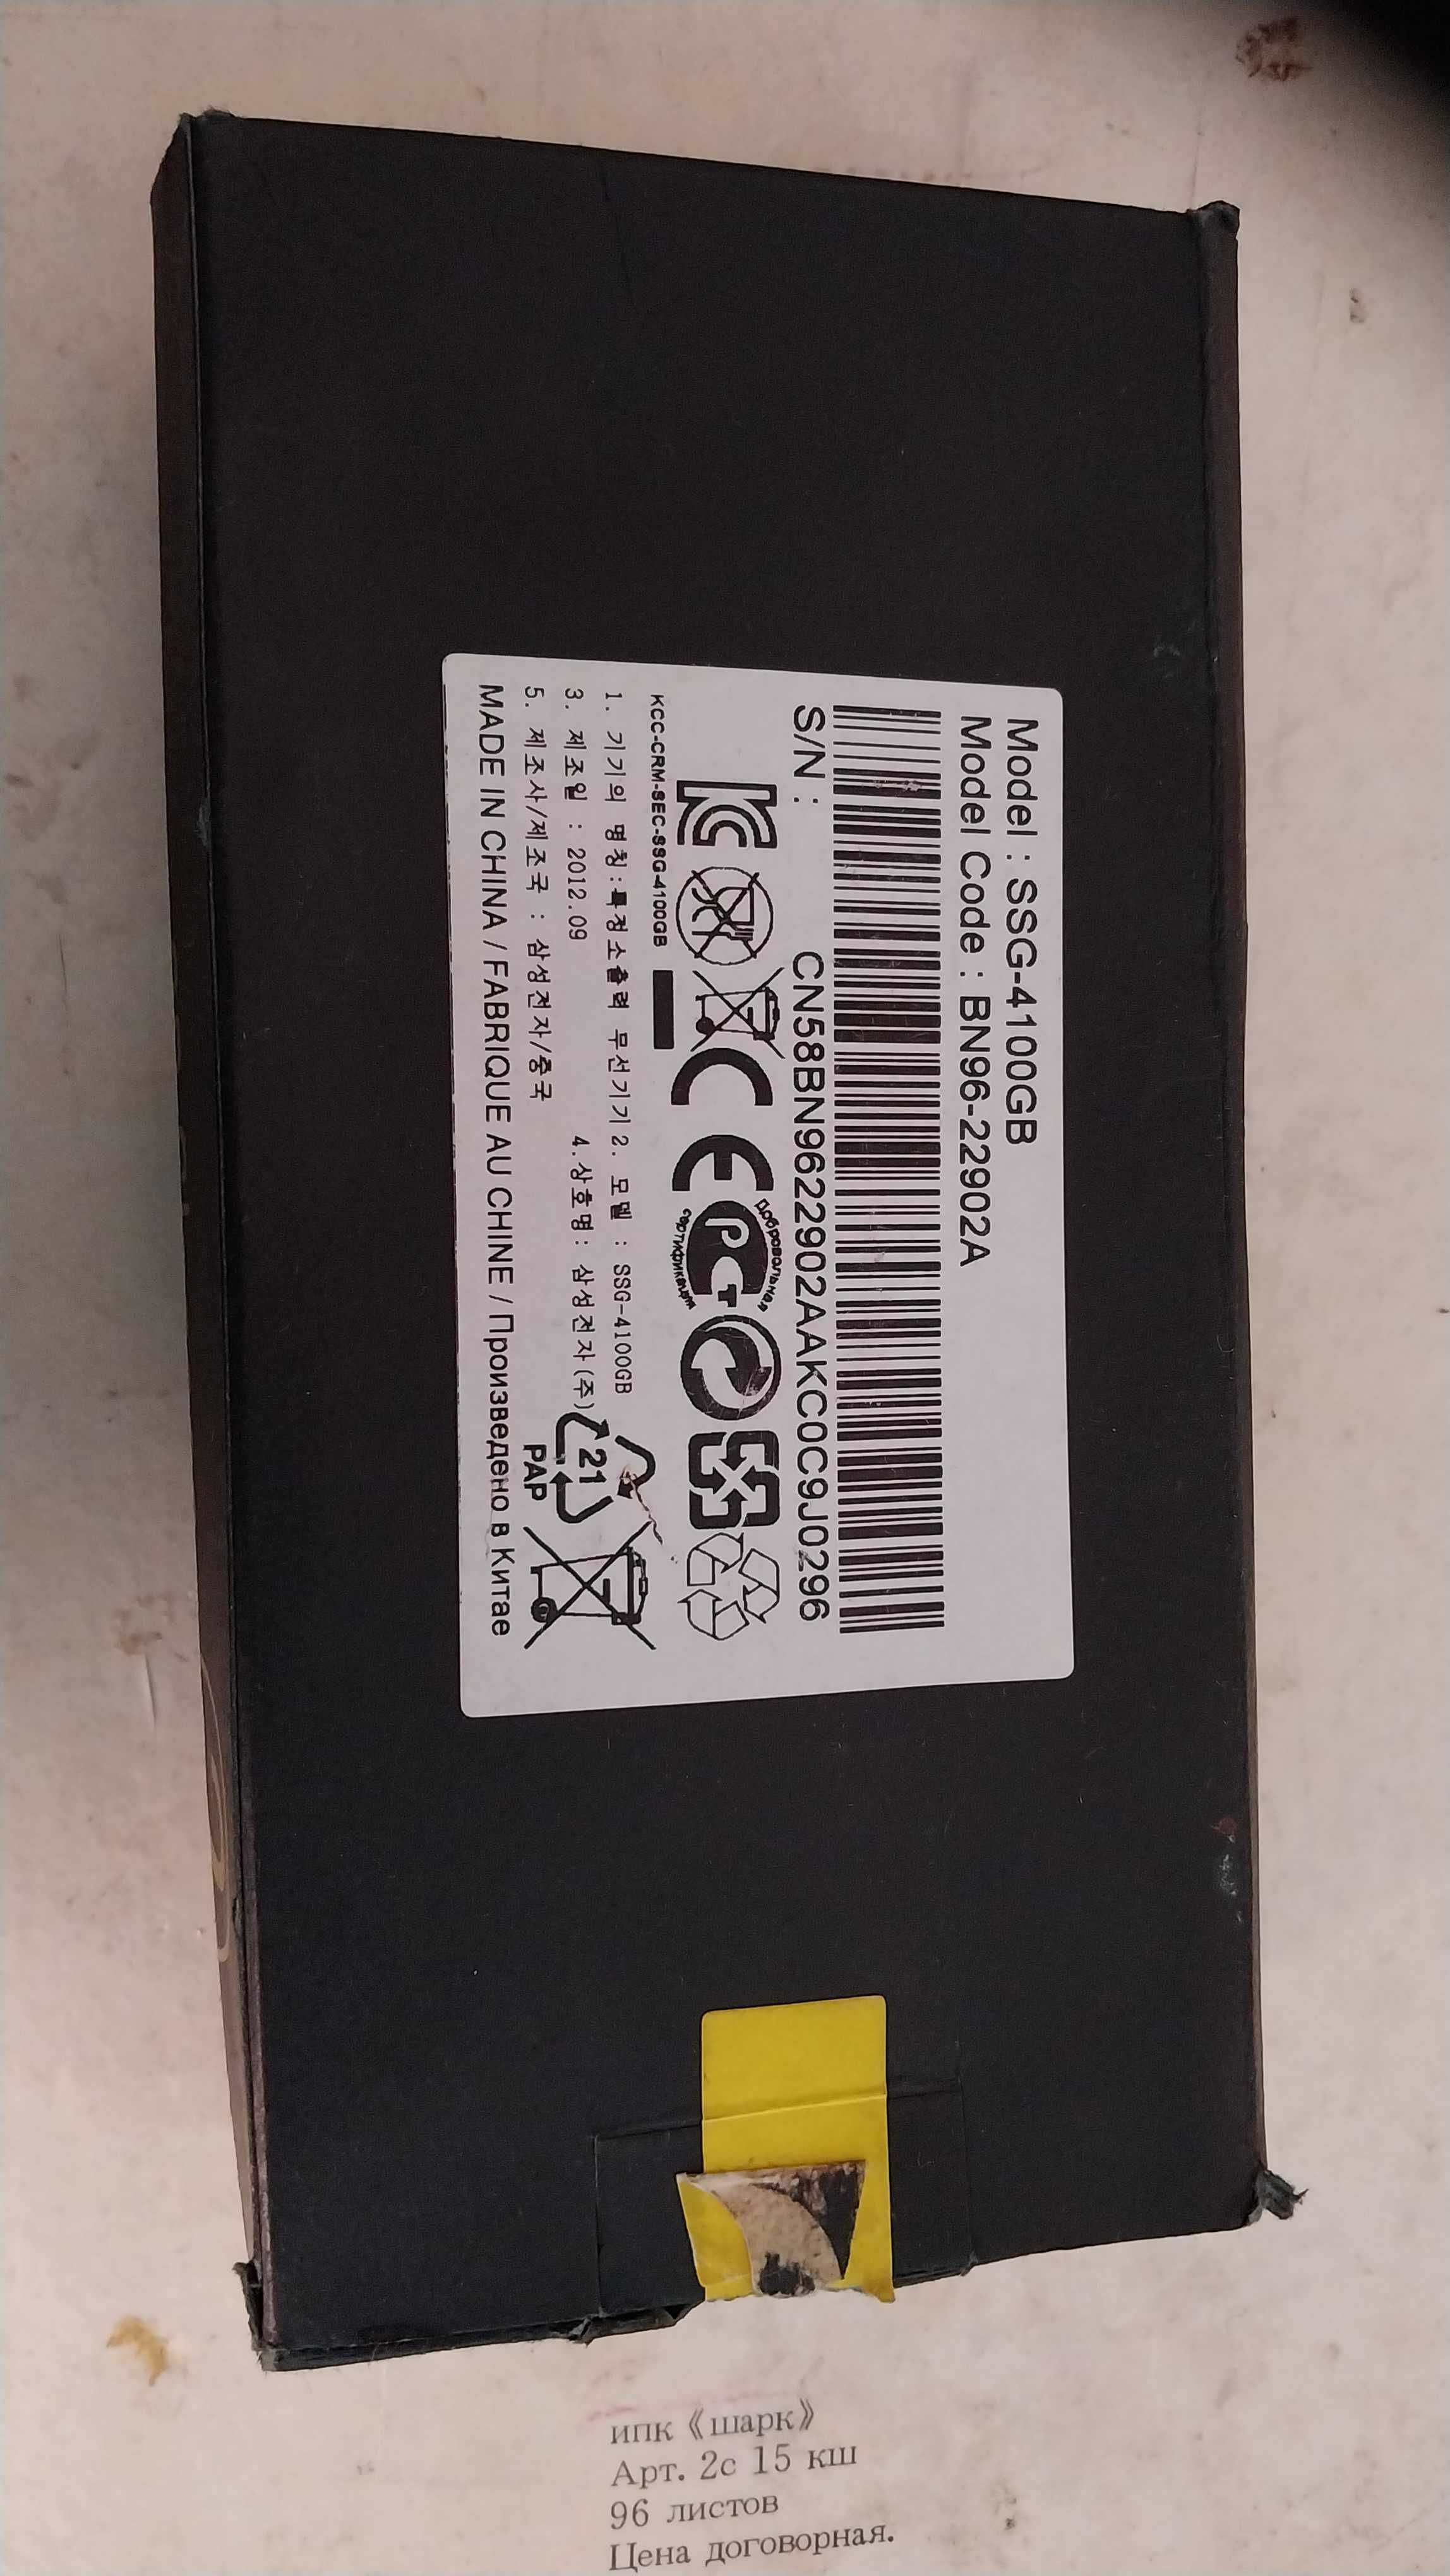 Model : SSG-4100GB
Model Code : BN96-22902A
S/N : CN58BN9622902AAKC0C9J0296
Добровольная
сертификация
KCC-CRM-SEC-SSG-4100GB
1. 기기의 명칭:특정소출력 무선기기 2. 모델 : SSG-4100GB
3. 제조일 : 2012.09 4.상호명: 삼성전자(주)
5. 제조사/제조국 : 삼성전자/중국
21
PAP
MADE IN CHINA / FABRIQUE AU CHINE / Произведено в Китае
ипк «шарк»
Арт. 2с 15 кш
96 листов
Цена договорная.